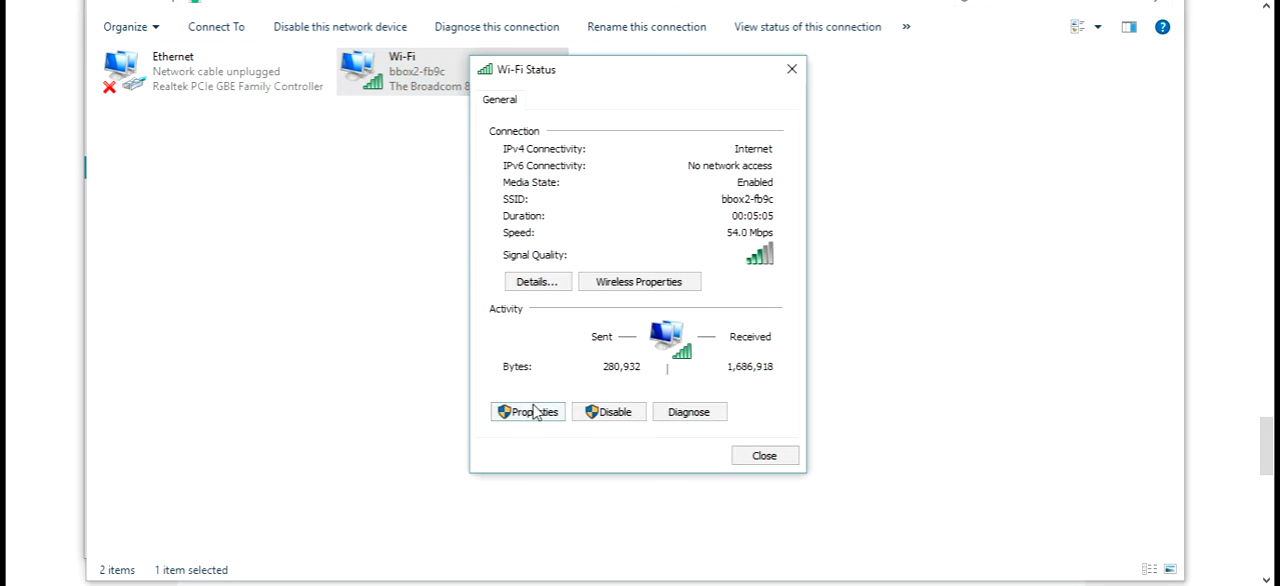 Organize Connect To Disable this network device Diagnose this connection Rename this connection View status of this connection »
Ethernet
Network cable unplugged
Realtek PCIe GBE Family Controller
Wi-Fi
bbox2-fb9c
The Broadcom 8
Wi-Fi Status
General
Connection
IPv4 Connectivity: Internet
IPv6 Connectivity: No network access
Media State: Enabled
SSID: bbox2-fb9c
Duration: 00:05:05
Speed: 54.0 Mbps
Signal Quality:
Details... Wireless Properties
Activity
Sent Received
Bytes: 280,932 1,686,918
Properties Disable Diagnose
Close
2 items 1 item selected